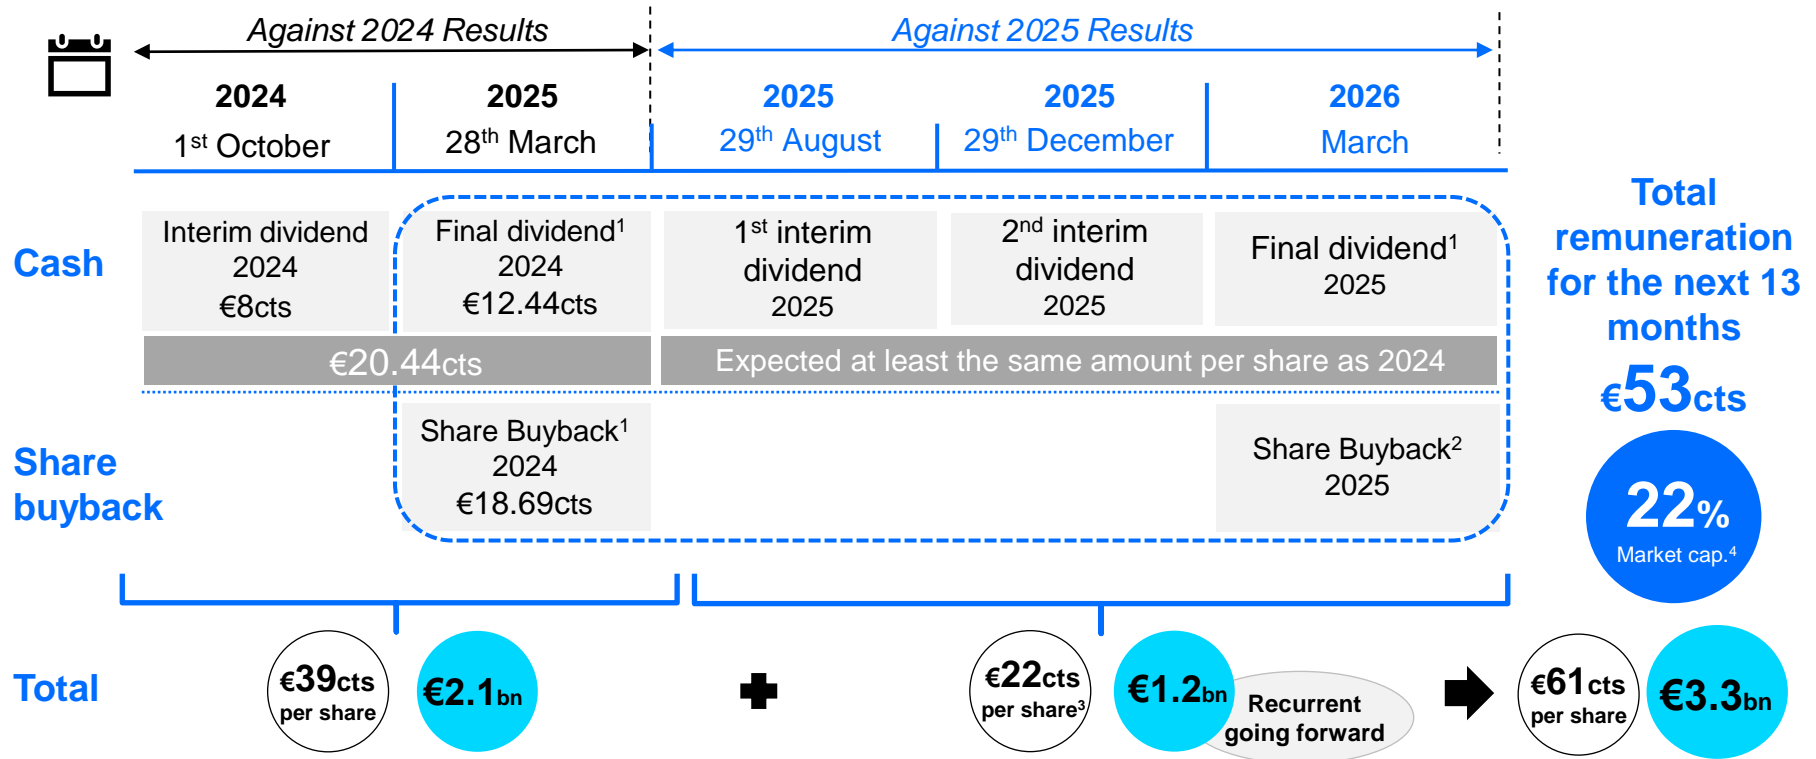 Against 2024 Results
Against 2025 Results
2024
2025
2025
2025
2026
1st October
28th March
29th August
29th December
March
Cash
Interim dividend
2024
€8cts
Final dividend1
2024
€12.44cts
1st interim
dividend
2025
2nd interim
dividend
2025
Final dividend1
2025
€20.44cts
Expected at least the same amount per share as 2024
Share
buyback
Share Buyback1
2024
€18.69cts
Share Buyback2
2025
Total
remuneration
for the next 13
months
€53cts
22%
Market cap.4
Total
€39cts
per share
€2.1bn
€22cts
per share3
€1.2bn
Recurrent
going forward
€61cts
per share
€3.3bn